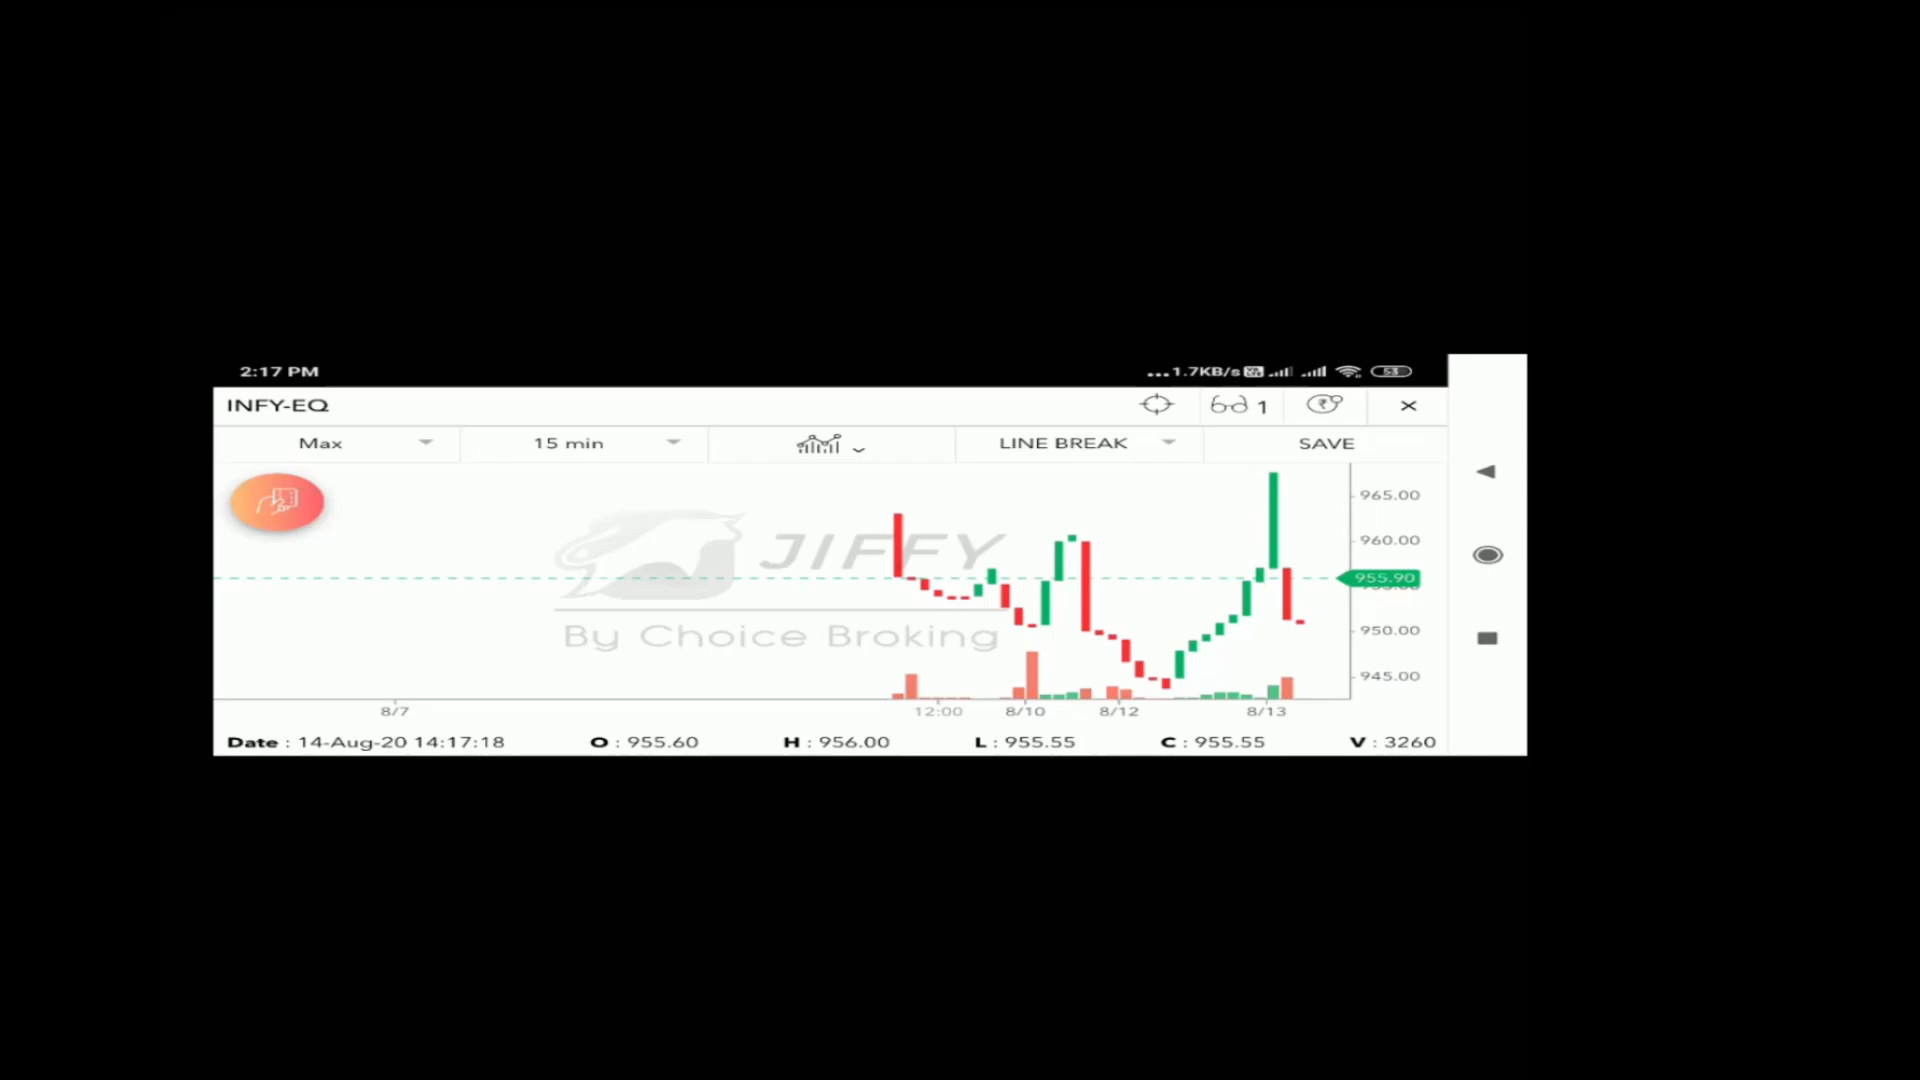 2:17 PM 1.7KB/s 53
INFY-EQ 1
Max 15 min LINE BREAK SAVE
965.00
JIFFY
960.00
955.90
By Choice Broking
950.00
945.00
8/7 12:00 8/10 8/12 8/13
Date : 14-Aug-20 14:17:18 O : 955.60 H : 956.00 L : 955.55 C : 955.55 V : 3260